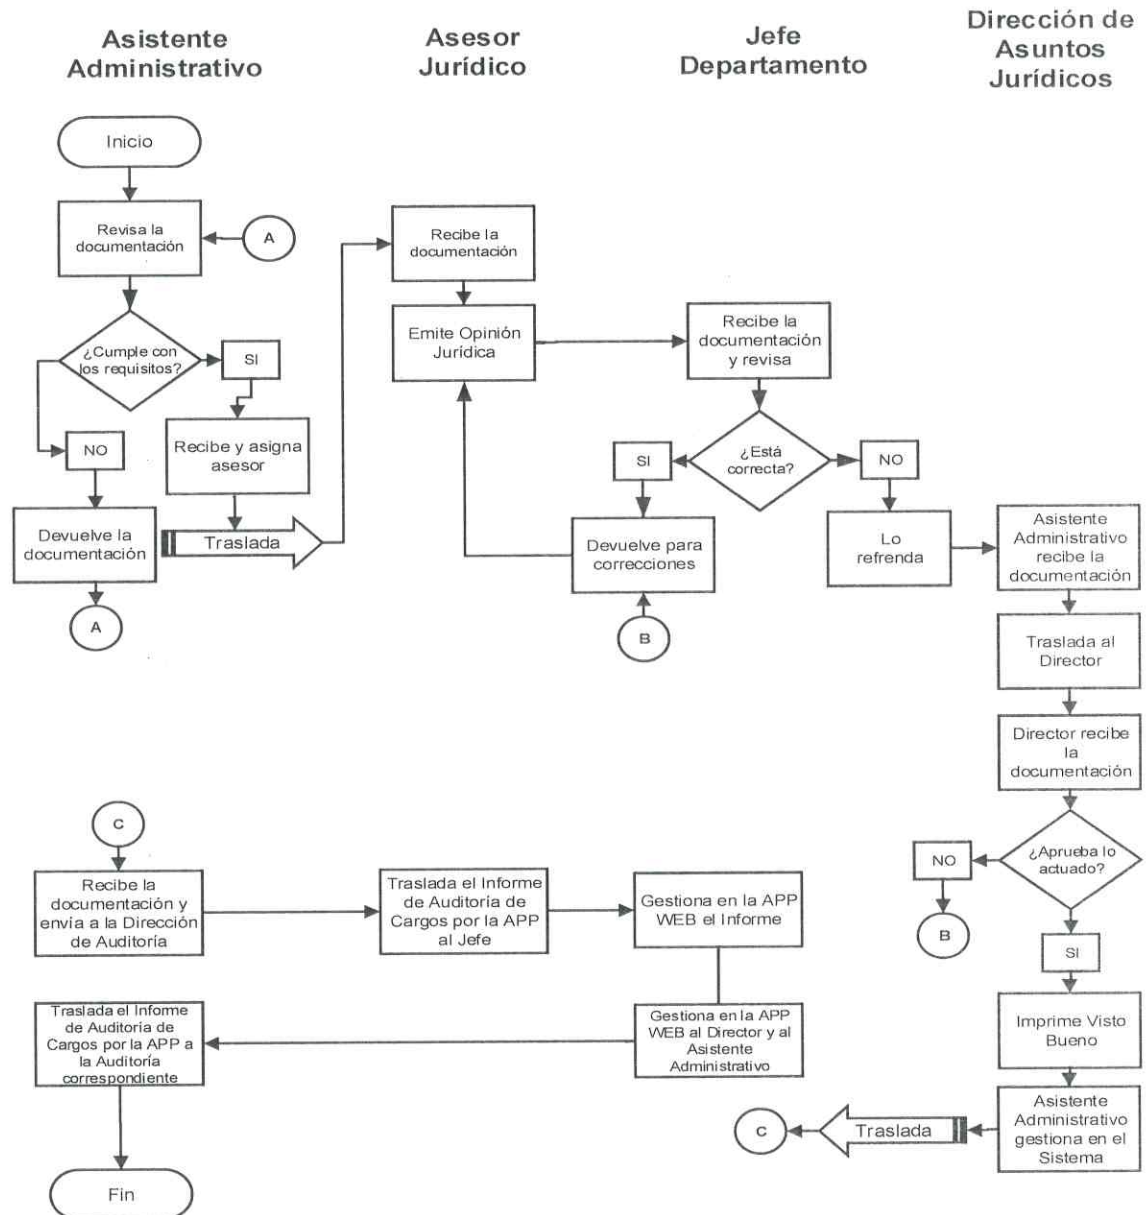 Asistente
Administrativo
Asesor
Jurídico
Jefe
Departamento
Dirección de
Asuntos
Jurídicos
Inicio
Revisa la
documentación
A
¿Cumple con
los requisitos?
SI
NO
Recibe y asigna
asesor
Devuelve la
documentación
Traslada
A
Recibe la
documentación
Emite Opinión
Jurídica
Recibe la
documentación
y revisa
¿Está
correcta?
SI
NO
Devuelve para
correcciones
B
Lo
refrenda
Asistente
Administrativo
recibe la
documentación
Traslada al
Director
Director recibe
la
documentación
¿Aprueba lo
actuado?
NO
B
SI
Imprime Visto
Bueno
Asistente
Administrativo
gestiona en el
Sistema
Traslada
C
C
Recibe la
documentación y
envía a la Dirección
de Auditoría
Traslada el Informe
de Auditoría de
Cargos por la APP
al Jefe
Gestiona en la APP
WEB el Informe
Gestiona en la APP
WEB al Director y al
Asistente
Administrativo
Traslada el Informe
de Auditoría de
Cargos por la APP a
la Auditoría
correspondiente
Fin